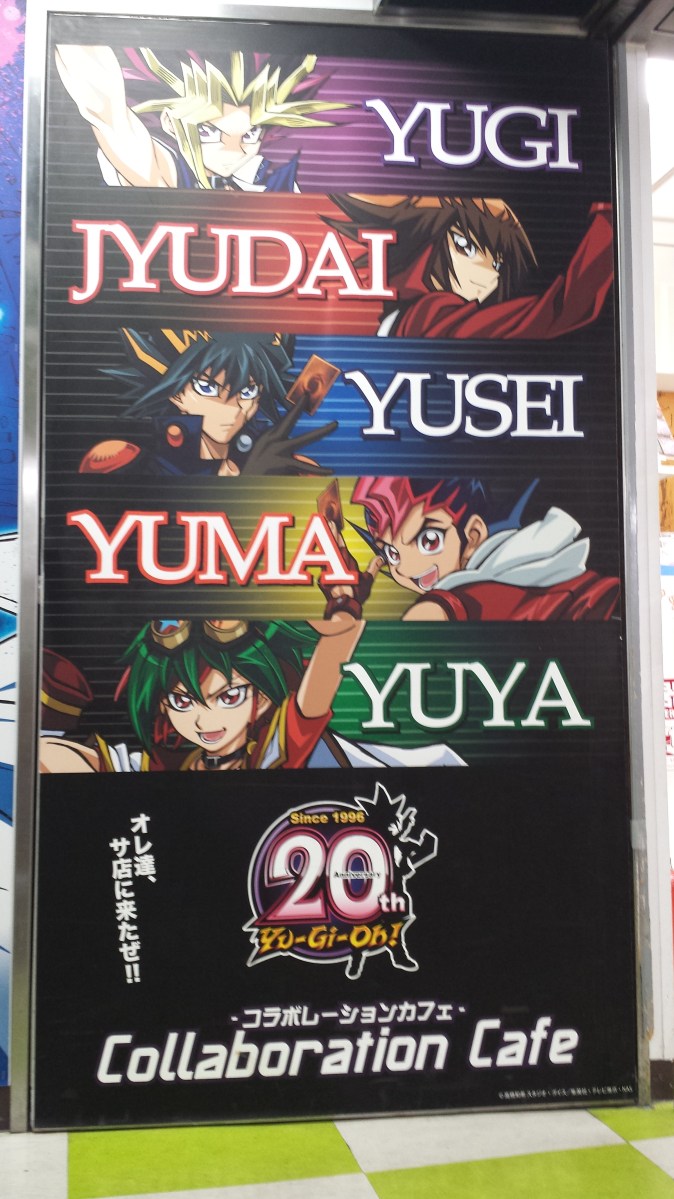 YUGI
JYUDAI
YUSEI
YUMA
YUYA
オレ達、
サ店に来たぜ!!
Since 1996
20th
Anniversary
Yu-Gi-Oh!
-コラボレーションカフェ-
Collaboration Cafe